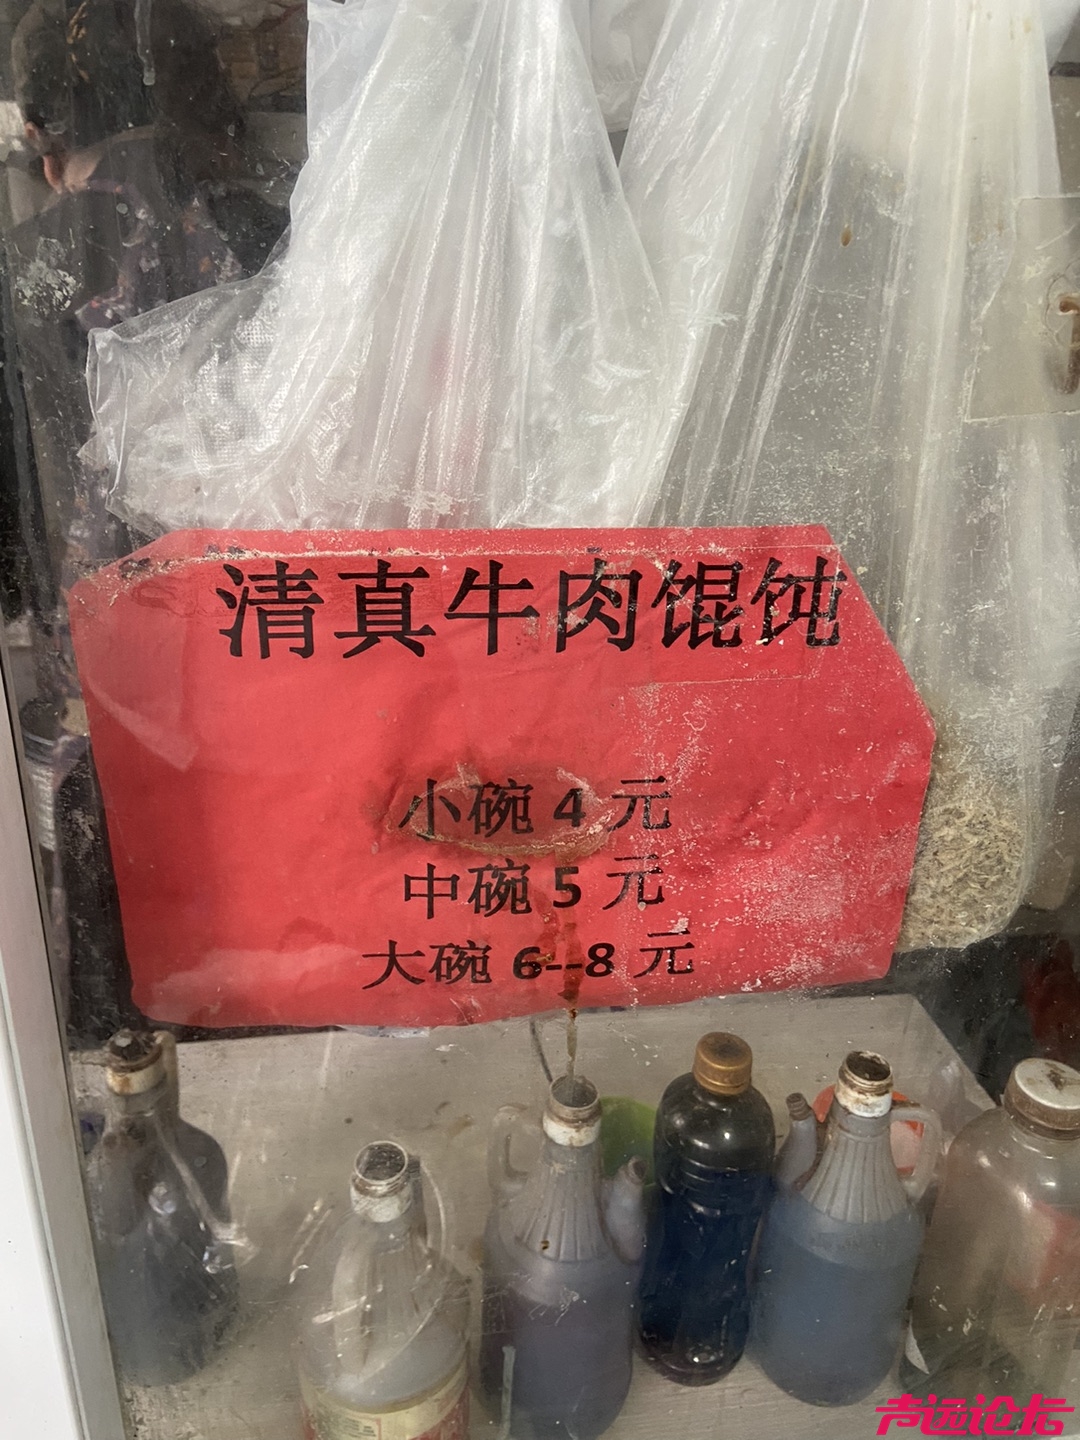 清真牛肉馄饨
小碗 4 元
中碗 5 元
大碗 6--8 元
声远论坛